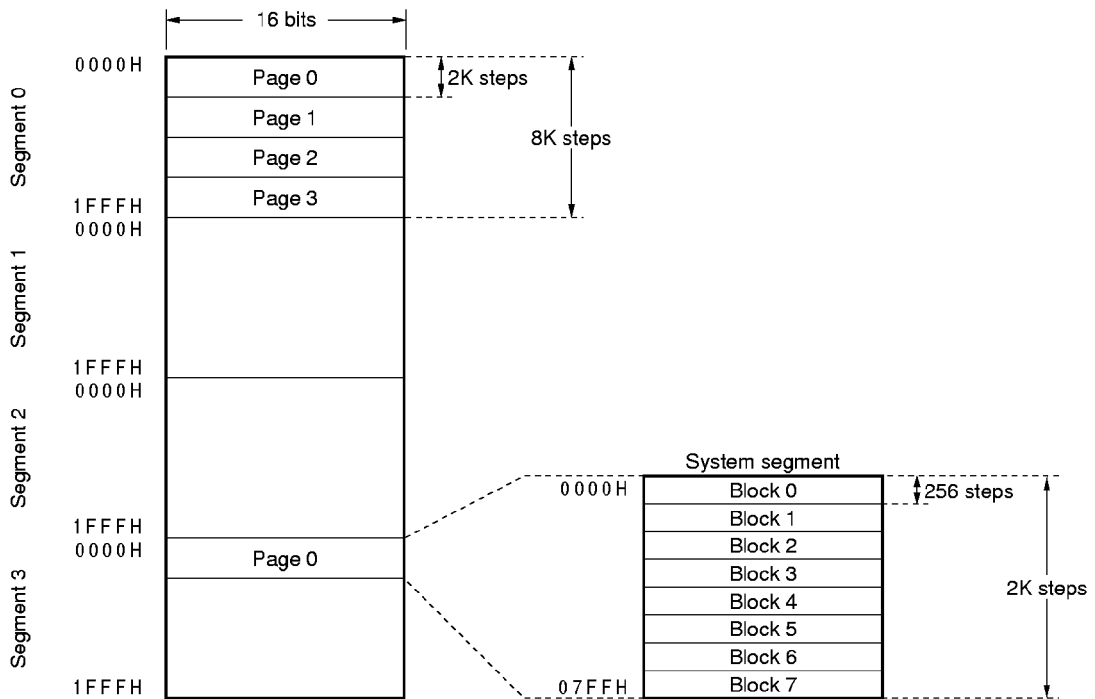 16 bits
Segment 0
0000H
Page 0
2K steps
Page 1
8K steps
Page 2
Page 3
1FFFH
Segment 1
0000H
1FFFH
Segment 2
0000H
1FFFH
Segment 3
0000H
Page 0
1FFFH
System segment
0000H
Block 0
256 steps
Block 1
Block 2
Block 3
Block 4
2K steps
Block 5
Block 6
07FFH
Block 7